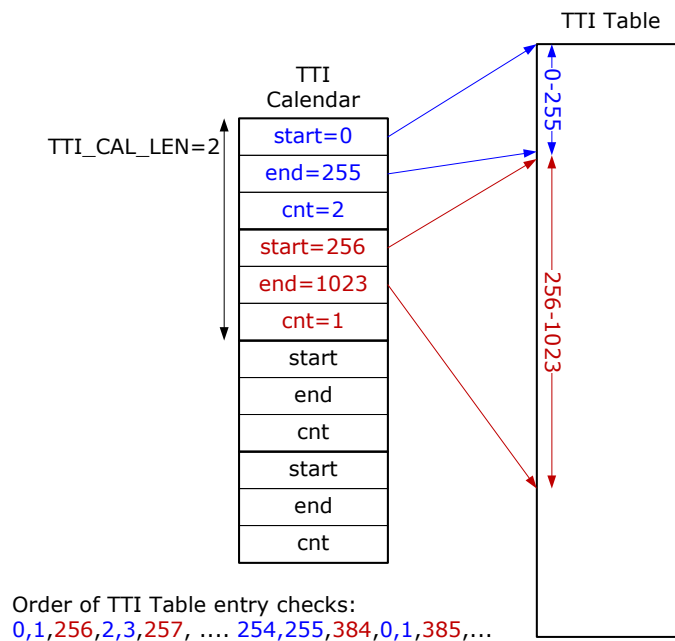 TTI Table
TTI
Calendar
TTI_CAL_LEN=2
start=0
end=255
cnt=2
start=256
end=1023
cnt=1
start
end
cnt
start
end
cnt
0-255
256-1023
Order of TTI Table entry checks:
0,1,256,2,3,257, .... 254,255,384,0,1,385,...